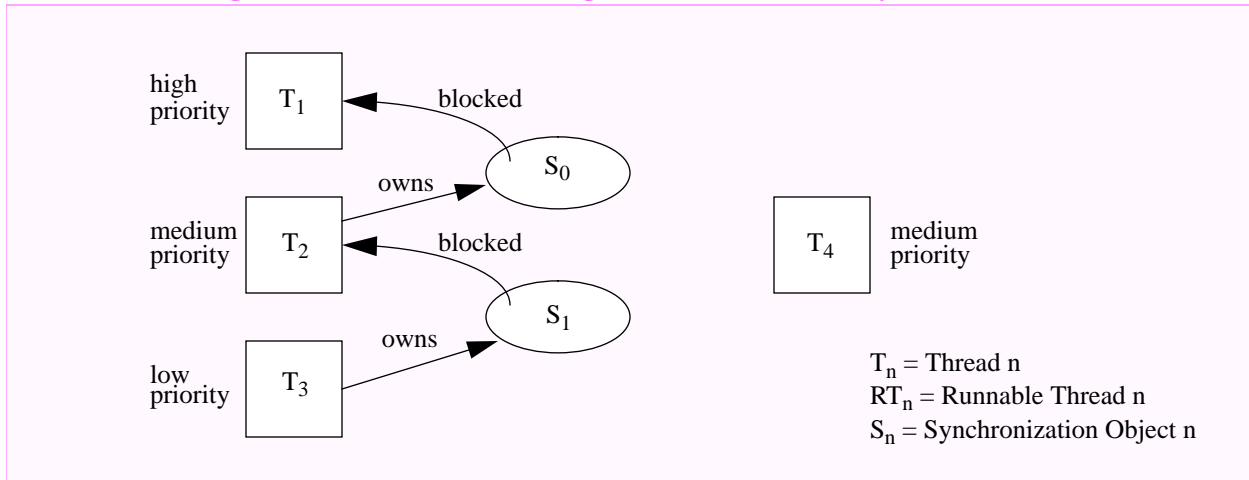 high
priority
T1
blocked
S0
owns
medium
priority
T2
blocked
T4
medium
priority
S1
owns
low
priority
T3
Tn = Thread n
RTn = Runnable Thread n
Sn = Synchronization Object n